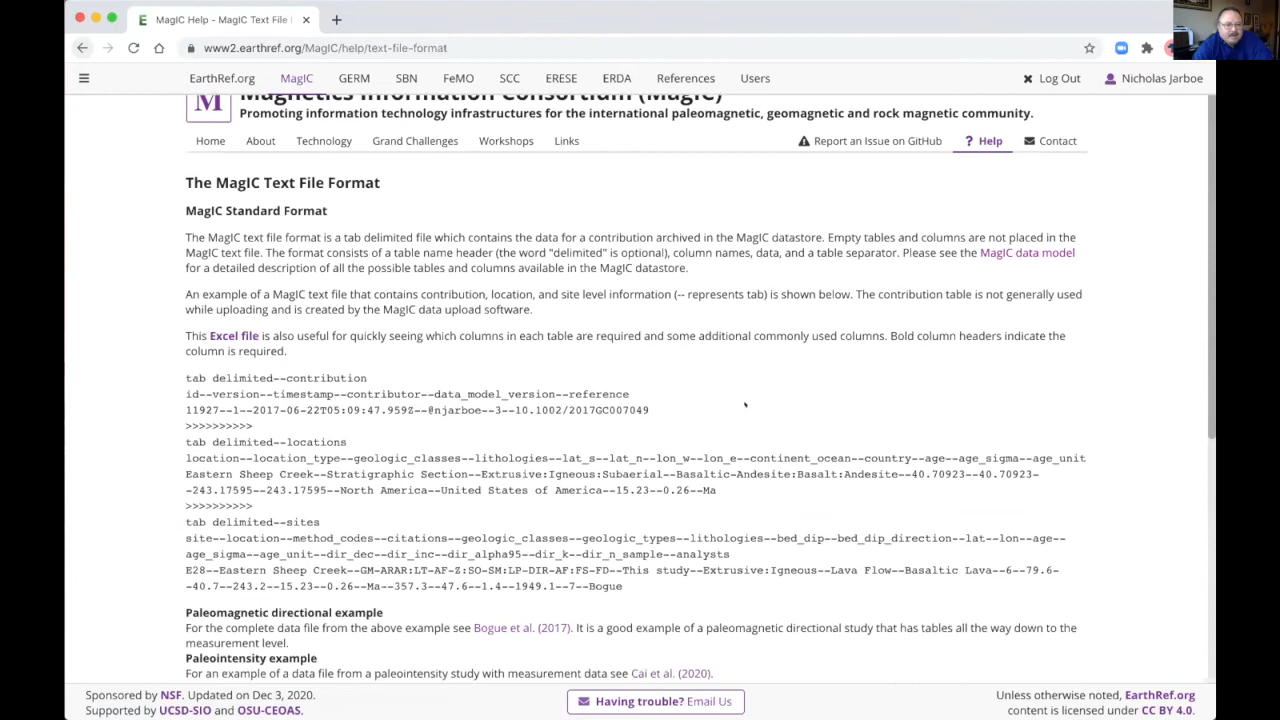 MagIC Help - MagIC Text File
www2.earthref.org/MagIC/help/text-file-format
EarthRef.org MagIC GERM SBN FeMO SCC ERESE ERDA References Users Log Out Nicholas Jarboe
M Magnetics Information Consortium (MagIC)
Promoting information technology infrastructures for the international paleomagnetic, geomagnetic and rock magnetic community.
Home About Technology Grand Challenges Workshops Links Report an Issue on GitHub ? Help Contact
The MagIC Text File Format
MagIC Standard Format
The MagIC text file format is a tab delimited file which contains the data for a contribution archived in the MagIC datastore. Empty tables and columns are not placed in the
MagIC text file. The format consists of a table name header (the word "delimited" is optional), column names, data, and a table separator. Please see the MagIC data model
for a detailed description of all the possible tables and columns available in the MagIC datastore.
An example of a MagIC text file that contains contribution, location, and site level information (-- represents tab) is shown below. The contribution table is not generally used
while uploading and is created by the MagIC data upload software.
This Excel file is also useful for quickly seeing which columns in each table are required and some additional commonly used columns. Bold column headers indicate the
column is required.
tab delimited--contribution
id--version--timestamp--contributor--data_model_version--reference
11927--1--2017-06-22T05:09:47.959Z--@njarboe--3--10.1002/2017GC007049
>>>>>>>>>>
tab delimited--locations
location--location_type--geologic_classes--lithologies--lat_s--lat_n--lon_w--lon_e--continent_ocean--country--age--age_sigma--age_unit
Eastern Sheep Creek--Stratigraphic Section--Extrusive:Igneous:Subaerial--Basaltic-Andesite:Basalt:Andesite--40.70923--40.70923-
-243.17595--243.17595--North America--United States of America--15.23--0.26--Ma
>>>>>>>>>>
tab delimited--sites
site--location--method_codes--citations--geologic_classes--geologic_types--lithologies--bed_dip--bed_dip_direction--lat--lon--age--
age_sigma--age_unit--dir_dec--dir_inc--dir_alpha95--dir_k--dir_n_sample--analysts
E28--Eastern Sheep Creek--GM-ARAR:LT-AF-Z:SO-SM:LP-DIR-AF:FS-FD--This study--Extrusive:Igneous--Lava Flow--Basaltic Lava--6--79.6-
-40.7--243.2--15.23--0.26--Ma--357.3--47.6--1.4--1949.1--7--Bogue
Paleomagnetic directional example
For the complete data file from the above example see Bogue et al. (2017). It is a good example of a paleomagnetic directional study that has tables all the way down to the
measurement level.
Paleointensity example
For an example of a data file from a paleointensity study with measurement data see Cai et al. (2020).
Sponsored by NSF. Updated on Dec 3, 2020.
Supported by UCSD-SIO and OSU-CEOAS.
Having trouble? Email Us
Unless otherwise noted, EarthRef.org
content is licensed under CC BY 4.0.